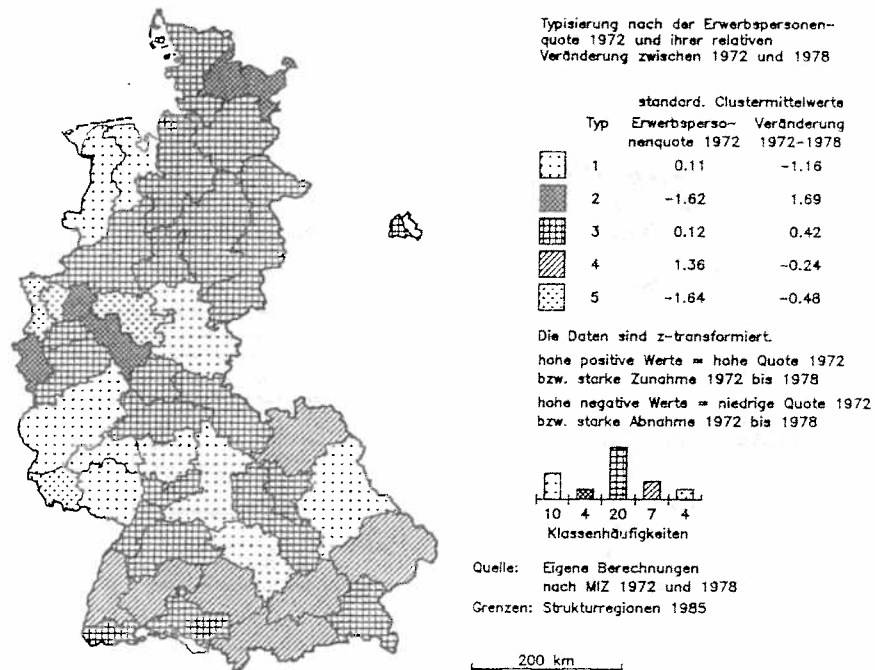 Typisierung nach der Erwerbspersonen-
quote 1972 und ihrer relativen
Veränderung zwischen 1972 und 1978
standard. Clustermittelwerte
Typ Erwerbsperso- Veränderung
nenquote 1972 1972-1978
1 0.11 -1.16
2 -1.62 1.69
3 0.12 0.42
4 1.36 -0.24
5 -1.64 -0.48
Die Daten sind z-transformiert.
hohe positive Werte = hohe Quote 1972
bzw. starke Zunahme 1972 bis 1978
hohe negative Werte = niedrige Quote 1972
bzw. starke Abnahme 1972 bis 1978
10 4 20 7 4
Klassenhäufigkeiten
Quelle: Eigene Berechnungen
nach MIZ 1972 und 1978
Grenzen: Strukturregionen 1985
200 km